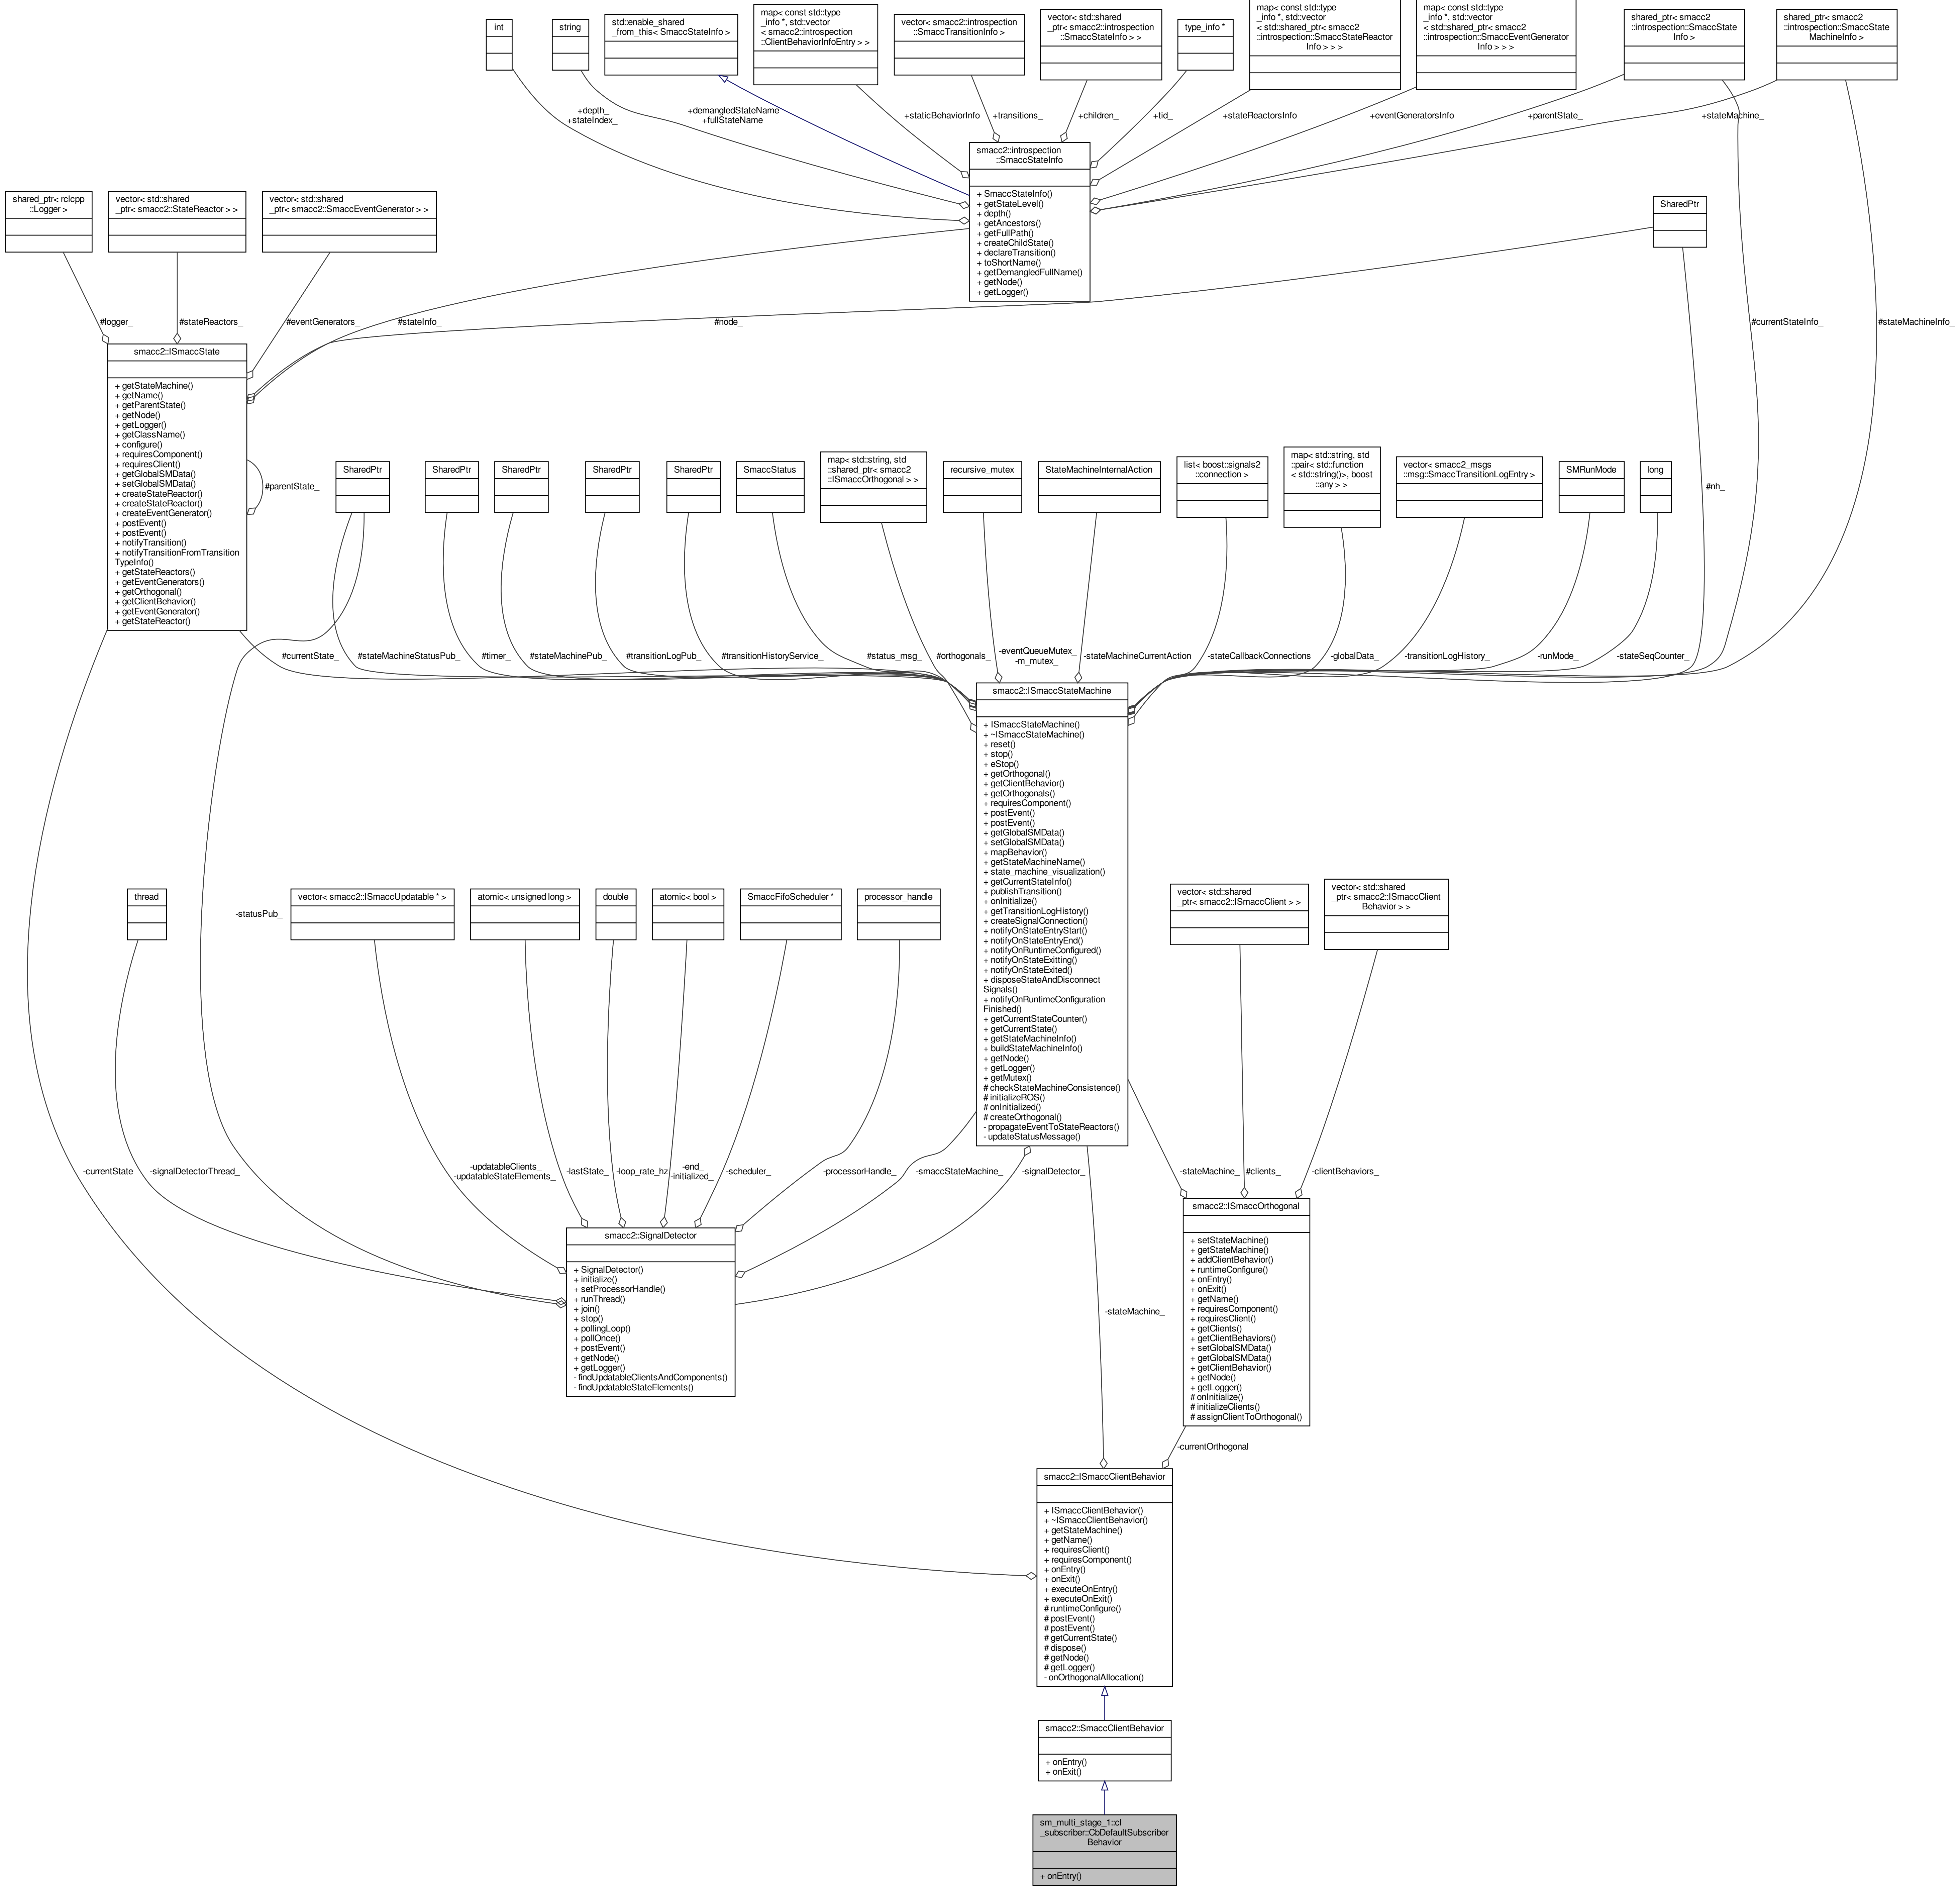 int
string
std::enable_shared
_from_this< SmaccStateInfo >
map< const std::type
_info *, std::vector
< smacc2::introspection
::ClientBehaviorInfoEntry > >
vector< smacc2::introspection
::SmaccTransitionInfo >
vector< std::shared
_ptr< smacc2::introspection
::SmaccStateInfo > >
type_info *
map< const std::type
_info *, std::vector
< std::shared_ptr< smacc2
::introspection::SmaccStateReactor
Info > > >
map< const std::type
_info *, std::vector
< std::shared_ptr< smacc2
::introspection::SmaccEventGenerator
Info > > >
shared_ptr< smacc2
::introspection::SmaccState
Info >
shared_ptr< smacc2
::introspection::SmaccState
MachineInfo >
+depth_
+stateIndex_
+demangledStateName
+fullStateName
+staticBehaviorInfo
+transitions_
+children_
+tid_
+stateReactorsInfo
+eventGeneratorsInfo
+parentState_
+stateMachine_
smacc2::introspection
::SmaccStateInfo
+ SmaccStateInfo()
+ getStateLevel()
+ depth()
+ getAncestors()
+ getFullPath()
+ createChildState()
+ declareTransition()
+ toShortName()
+ getDemangledFullName()
+ getNode()
+ getLogger()
shared_ptr< rclcpp
::Logger >
vector< std::shared
_ptr< smacc2::StateReactor > >
vector< std::shared
_ptr< smacc2::SmaccEventGenerator > >
SharedPtr
#logger_
#stateReactors_
#eventGenerators_
#stateInfo_
#node_
#currentStateInfo_
#stateMachineInfo_
smacc2::ISmaccState
+ getStateMachine()
+ getName()
+ getParentState()
+ getNode()
+ getLogger()
+ getClassName()
+ configure()
+ requiresComponent()
+ requiresClient()
+ getGlobalSMData()
+ setGlobalSMData()
+ createStateReactor()
+ createStateReactor()
+ createEventGenerator()
+ postEvent()
+ postEvent()
+ notifyTransition()
+ notifyTransitionFromTransition
TypeInfo()
+ getStateReactors()
+ getEventGenerators()
+ getOrthogonal()
+ getClientBehavior()
+ getEventGenerator()
+ getStateReactor()
#parentState_
SharedPtr
SharedPtr
SharedPtr
SharedPtr
SharedPtr
SmaccStatus
map< std::string, std
::shared_ptr< smacc2
::ISmaccOrthogonal > >
recursive_mutex
StateMachineInternalAction
list< boost::signals2
::connection >
map< std::string, std
::pair< std::function
< std::string()>, boost
::any > >
vector< smacc2_msgs
::msg::SmaccTransitionLogEntry >
SMRunMode
long
#nh_
#currentState_
#stateMachineStatusPub_
#timer_
#stateMachinePub_
#transitionLogPub_
#transitionHistoryService_
#status_msg_
#orthogonals_
-eventQueueMutex_
-m_mutex_
-stateMachineCurrentAction
-stateCallbackConnections
-globalData_
-transitionLogHistory_
-runMode_
-stateSeqCounter_
smacc2::ISmaccStateMachine
+ ISmaccStateMachine()
+ ~ISmaccStateMachine()
+ reset()
+ stop()
+ eStop()
+ getOrthogonal()
+ getClientBehavior()
+ getOrthogonals()
+ requiresComponent()
+ postEvent()
+ postEvent()
+ getGlobalSMData()
+ setGlobalSMData()
+ mapBehavior()
+ getStateMachineName()
+ state_machine_visualization()
+ getCurrentStateInfo()
+ publishTransition()
+ onInitialize()
+ getTransitionLogHistory()
+ createSignalConnection()
+ notifyOnStateEntryStart()
+ notifyOnStateEntryEnd()
+ notifyOnRuntimeConfigured()
+ notifyOnStateExitting()
+ notifyOnStateExited()
+ disposeStateAndDisconnect
Signals()
+ notifyOnRuntimeConfiguration
Finished()
+ getCurrentStateCounter()
+ getCurrentState()
+ getStateMachineInfo()
+ buildStateMachineInfo()
+ getNode()
+ getLogger()
+ getMutex()
# checkStateMachineConsistence()
# initializeROS()
# onInitialized()
# createOrthogonal()
- propagateEventToStateReactors()
- updateStatusMessage()
thread
-statusPub_
vector< smacc2::ISmaccUpdatable * >
atomic< unsigned long >
double
atomic< bool >
SmaccFifoScheduler *
processor_handle
vector< std::shared
_ptr< smacc2::ISmaccClient > >
vector< std::shared
_ptr< smacc2::ISmaccClient
Behavior > >
-currentState
-signalDetectorThread_
-updatableClients_
-updatableStateElements_
-lastState_
-loop_rate_hz
-end_
-initialized_
-scheduler_
-processorHandle_
-smaccStateMachine_
-signalDetector_
-stateMachine_
#clients_
-clientBehaviors_
smacc2::SignalDetector
+ SignalDetector()
+ initialize()
+ setProcessorHandle()
+ runThread()
+ join()
+ stop()
+ pollingLoop()
+ pollOnce()
+ postEvent()
+ getNode()
+ getLogger()
- findUpdatableClientsAndComponents()
- findUpdatableStateElements()
smacc2::ISmaccOrthogonal
+ setStateMachine()
+ getStateMachine()
+ addClientBehavior()
+ runtimeConfigure()
+ onEntry()
+ onExit()
+ getName()
+ requiresComponent()
+ requiresClient()
+ getClients()
+ getClientBehaviors()
+ setGlobalSMData()
+ getGlobalSMData()
+ getClientBehavior()
+ getNode()
+ getLogger()
# onInitialize()
# initializeClients()
# assignClientToOrthogonal()
-stateMachine_
-currentOrthogonal
smacc2::ISmaccClientBehavior
+ ISmaccClientBehavior()
+ ~ISmaccClientBehavior()
+ getStateMachine()
+ getName()
+ requiresClient()
+ requiresComponent()
+ onEntry()
+ onExit()
+ executeOnEntry()
+ executeOnExit()
# runtimeConfigure()
# postEvent()
# postEvent()
# getCurrentState()
# dispose()
# getNode()
# getLogger()
- onOrthogonalAllocation()
smacc2::SmaccClientBehavior
+ onEntry()
+ onExit()
sm_multi_stage_1::cl
_subscriber::CbDefaultSubscriber
Behavior
+ onEntry()